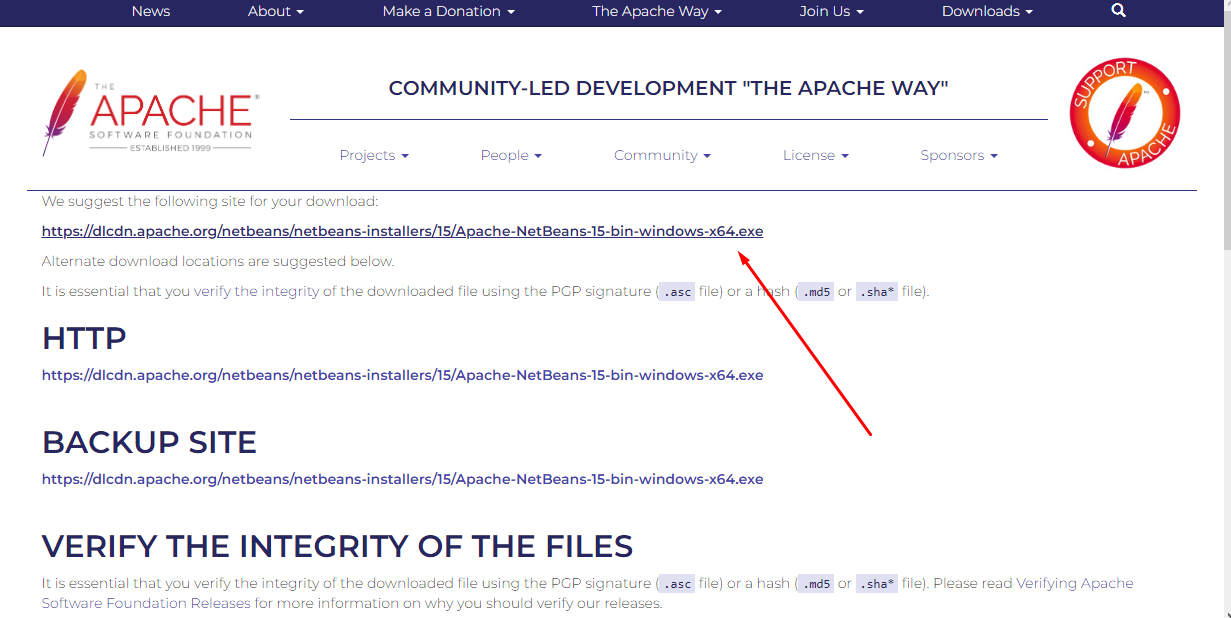 News About Make a Donation The Apache Way Join Us Downloads
THE
APACHE®
SOFTWARE FOUNDATION
ESTABLISHED 1999
COMMUNITY-LED DEVELOPMENT "THE APACHE WAY"
SUPPORT
APACHE
Projects People Community License Sponsors
We suggest the following site for your download:
https://dlcdn.apache.org/netbeans/netbeans-installers/15/Apache-NetBeans-15-bin-windows-x64.exe
Alternate download locations are suggested below.
It is essential that you verify the integrity of the downloaded file using the PGP signature ( .asc file) or a hash ( .md5 or .sha* file).
HTTP
https://dlcdn.apache.org/netbeans/netbeans-installers/15/Apache-NetBeans-15-bin-windows-x64.exe
BACKUP SITE
https://dlcdn.apache.org/netbeans/netbeans-installers/15/Apache-NetBeans-15-bin-windows-x64.exe
VERIFY THE INTEGRITY OF THE FILES
It is essential that you verify the integrity of the downloaded file using the PGP signature ( .asc file) or a hash ( .md5 or .sha* file). Please read Verifying Apache
Software Foundation Releases for more information on why you should verify our releases.